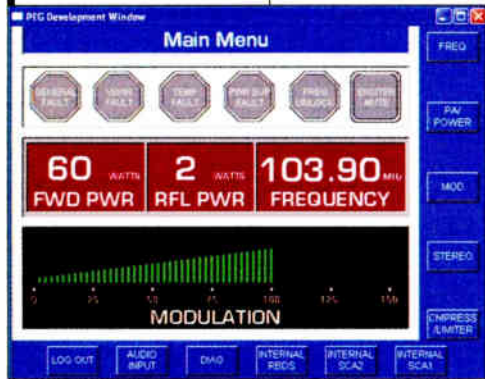 PEG Development Window
Main Menu
FREQ
GENERAL FAULT
VSWR FAULT
TEMP FAULT
PWR SUP FAULT
FREQ UNLOCK
EXCITER MUTE
PA/ POWER
60 WATTS
FWD PWR
2 WATTS
RFL PWR
103.90 MHz
FREQUENCY
MOD
STEREO
0 25 50 75 100 125 150
MODULATION
CMPRESS /LIMITER
LOG OUT
AUDIO INPUT
DIAG
INTERNAL RBDS
INTERNAL SCA2
INTERNAL SCA1